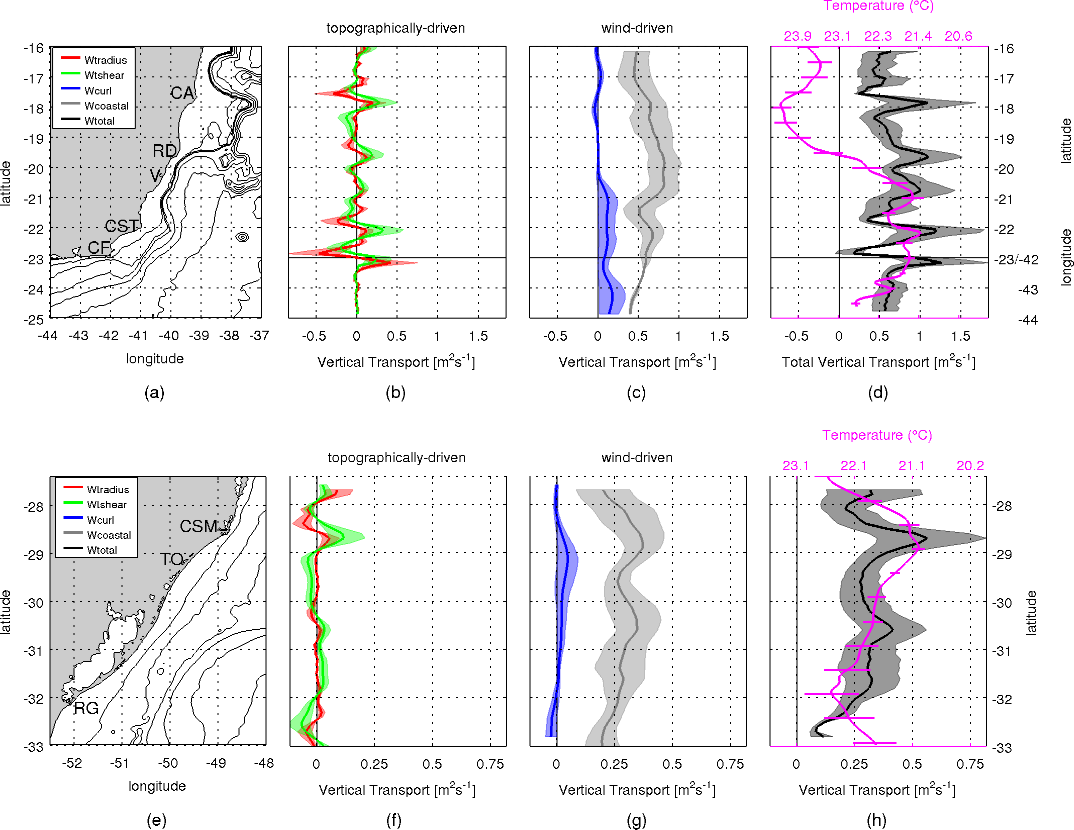 Temperature (ºC)
topographically-driven
wind-driven
23.9 23.1 22.3 21.4 20.6
-16
-17
-18
-19
-20
-21
-22
-23
-24
-25
latitude
Wtradius
Wtshear
Wcurl
Wcoastal
Wtotal
CA
RD
V
CST
CF
-44 -43 -42 -41 -40 -39 -38 -37
longitude
-0.5 0 0.5 1 1.5
Vertical Transport [m²s⁻¹]
-0.5 0 0.5 1 1.5
Vertical Transport [m²s⁻¹]
-16
-17
-18
-19
-20
-21
-22
-23/-42
-43
-44
latitude
longitude
-0.5 0 0.5 1 1.5
Total Vertical Transport [m²s⁻¹]
(a) (b) (c) (d)
Temperature (ºC)
topographically-driven
wind-driven
23.1 22.1 21.1 20.2
-28
-29
-30
-31
-32
-33
latitude
Wtradius
Wtshear
Wcurl
Wcoastal
Wtotal
CSM
TO
RG
-52 -51 -50 -49 -48
longitude
0 0.25 0.5 0.75
Vertical Transport [m²s⁻¹]
0 0.25 0.5 0.75
Vertical Transport [m²s⁻¹]
-28
-29
-30
-31
-32
-33
latitude
0 0.25 0.5 0.75
Vertical Transport [m²s⁻¹]
(e) (f) (g) (h)